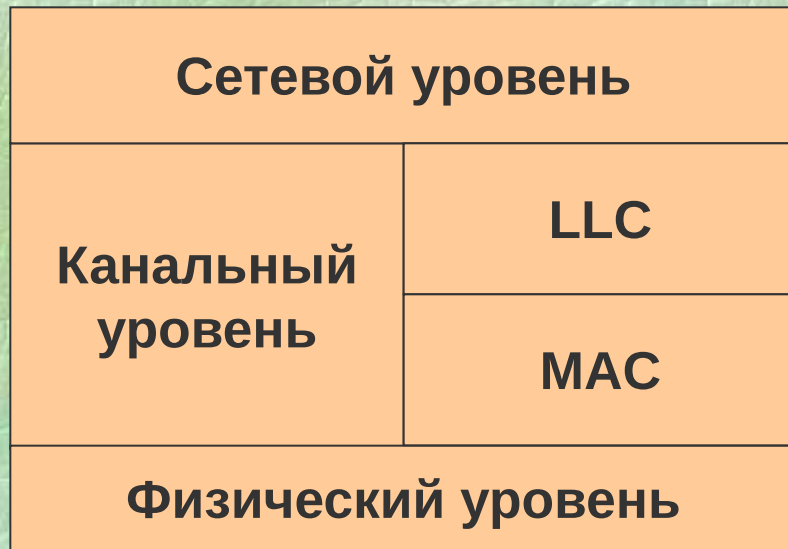 Сетевой уровень
Канальный
уровень
LLC
MAC
Физический уровень